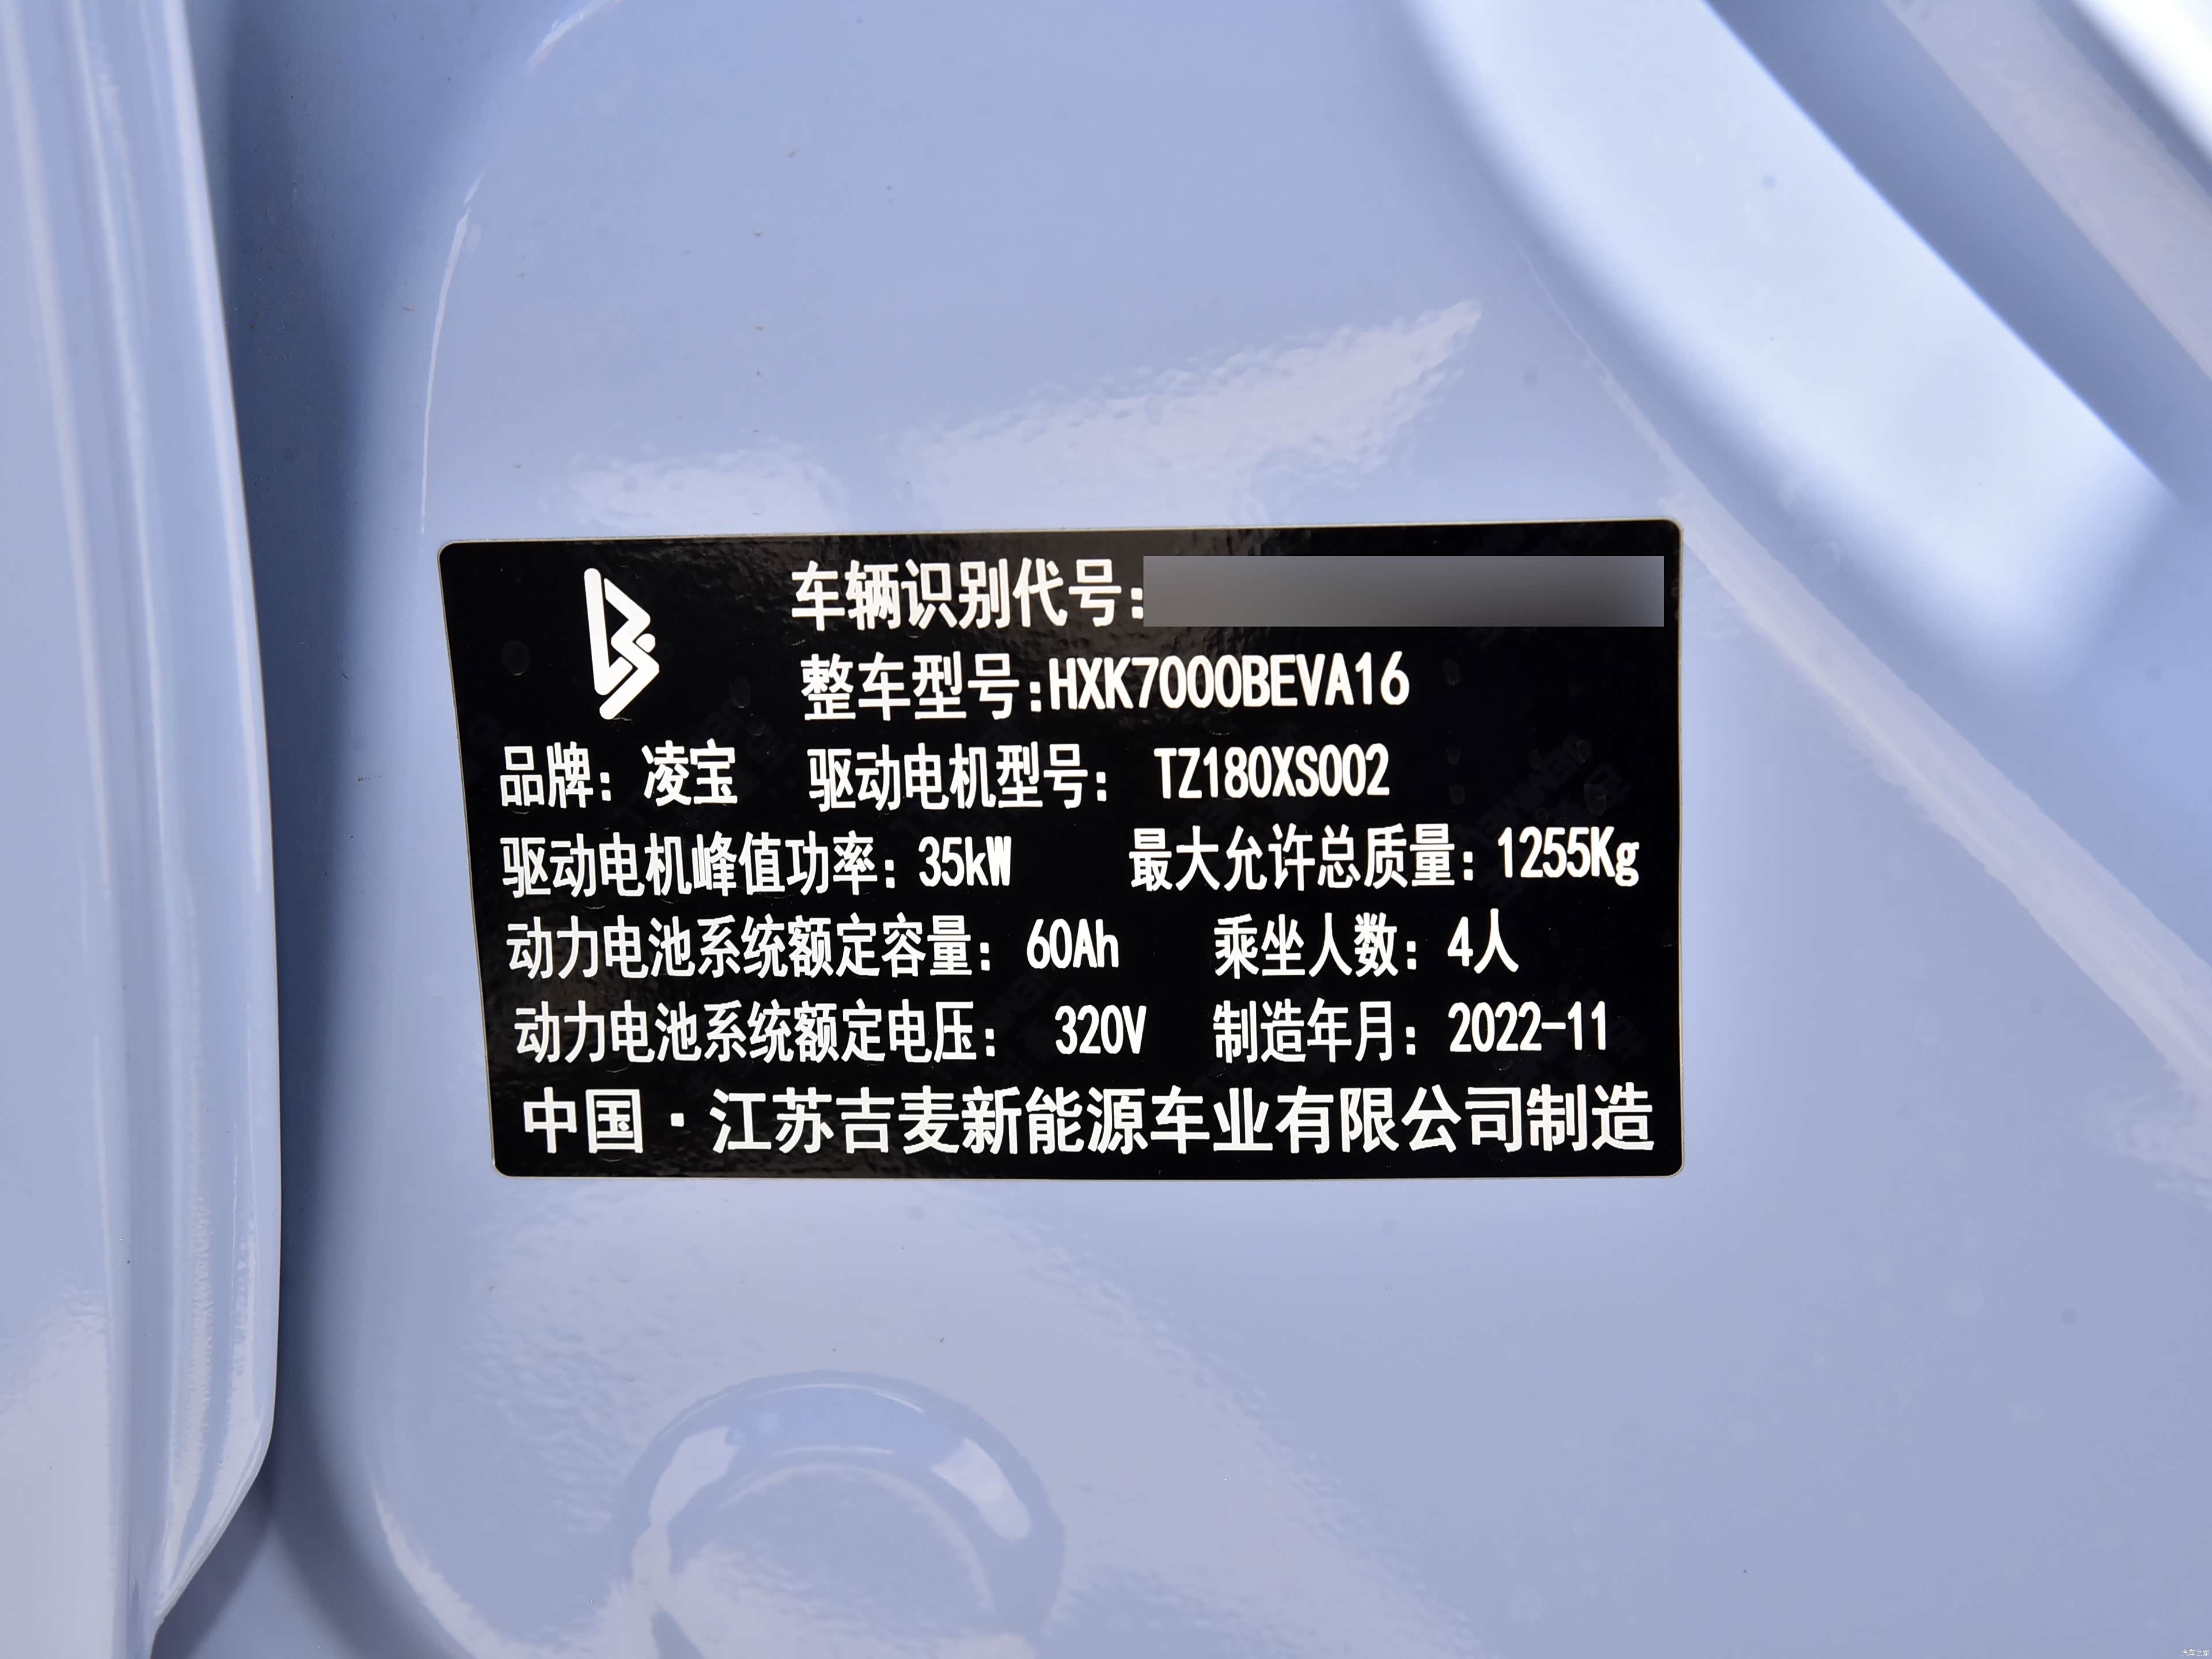 车辆识别代号:
整车型号:HXK7000BEVA16
品牌: 凌宝 驱动电机型号: TZ180XS002
驱动电机峰值功率: 35kW 最大允许总质量: 1255Kg
动力电池系统额定容量: 60Ah 乘坐人数: 4人
动力电池系统额定电压: 320V 制造年月: 2022-11
中国·江苏吉麦新能源车业有限公司制造
汽车之家